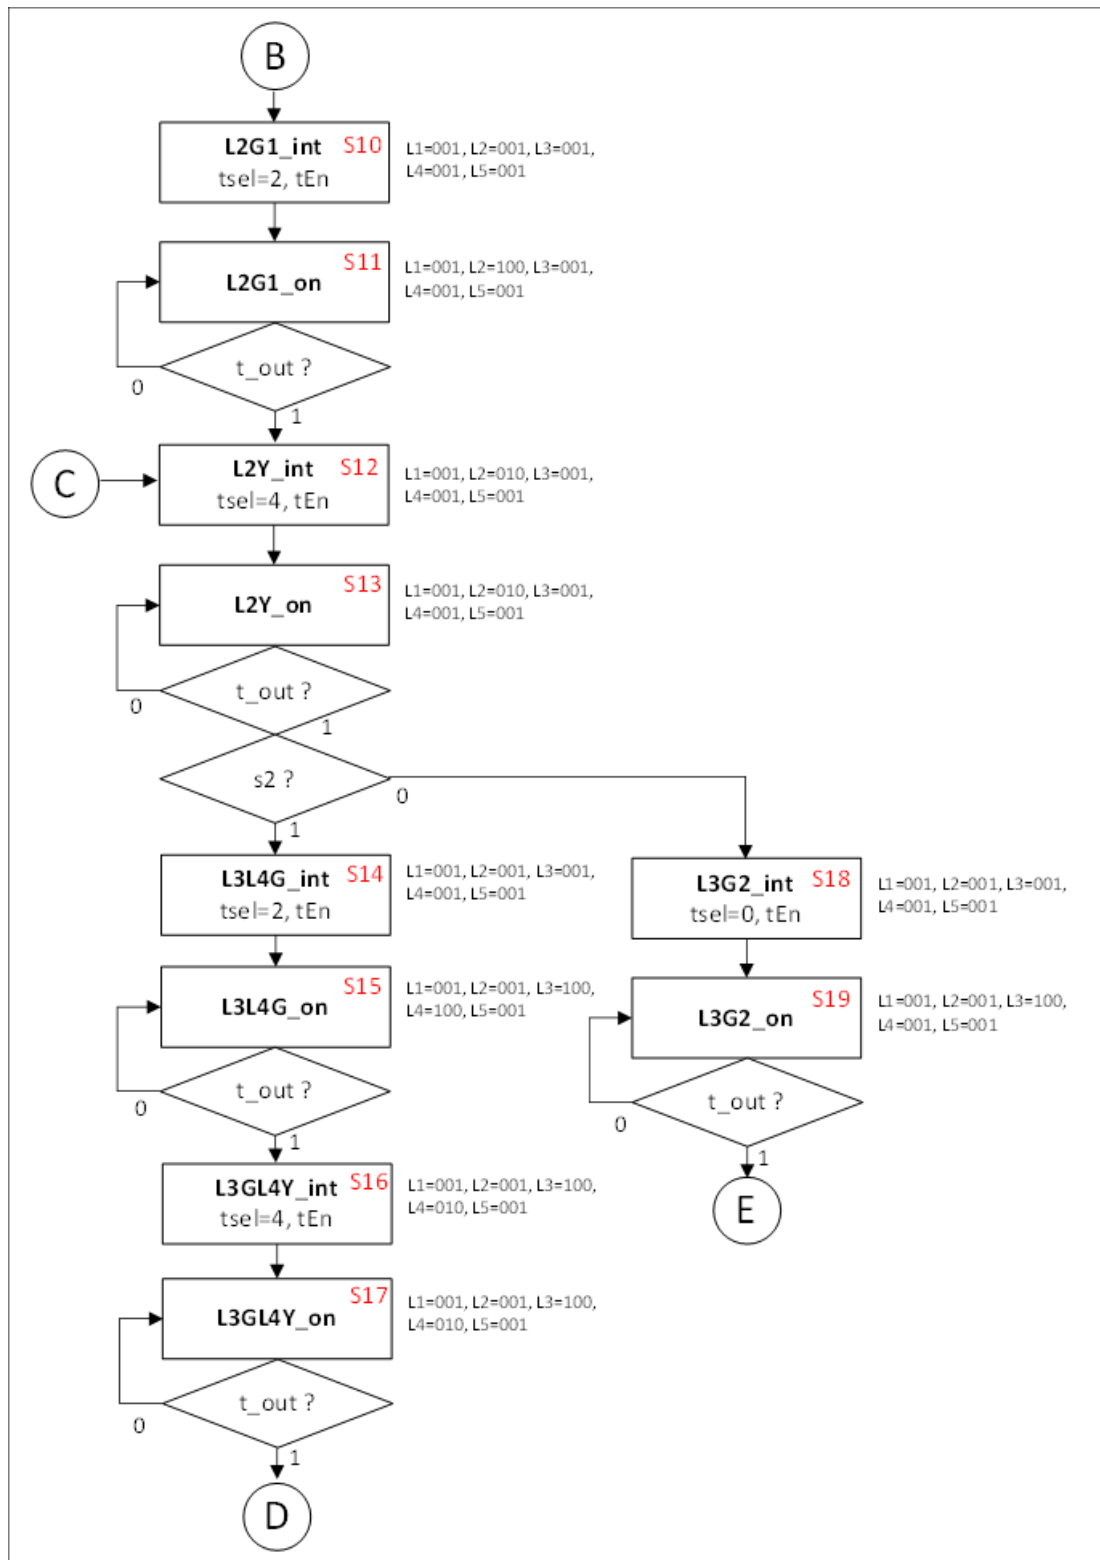 B
L2G1_int S10
tsel=2, tEn
L1=001, L2=001, L3=001,
L4=001, L5=001
S11
L2G1_on
L1=001, L2=100, L3=001,
L4=001, L5=001
t_out ?
0
1
C
L2Y_int S12
tsel=4, tEn
L1=001, L2=010, L3=001,
L4=001, L5=001
S13
L2Y_on
L1=001, L2=010, L3=001,
L4=001, L5=001
t_out ?
0
1
s2 ?
0
1
L3L4G_int S14
tsel=2, tEn
L1=001, L2=001, L3=001,
L4=001, L5=001
L3G2_int S18
tsel=0, tEn
L1=001, L2=001, L3=001,
L4=001, L5=001
S15
L3L4G_on
L1=001, L2=001, L3=100,
L4=100, L5=001
S19
L3G2_on
L1=001, L2=001, L3=100,
L4=001, L5=001
t_out ?
0
1
t_out ?
0
1
L3GL4Y_int S16
tsel=4, tEn
L1=001, L2=001, L3=100,
L4=010, L5=001
E
S17
L3GL4Y_on
L1=001, L2=001, L3=100,
L4=010, L5=001
t_out ?
0
1
D